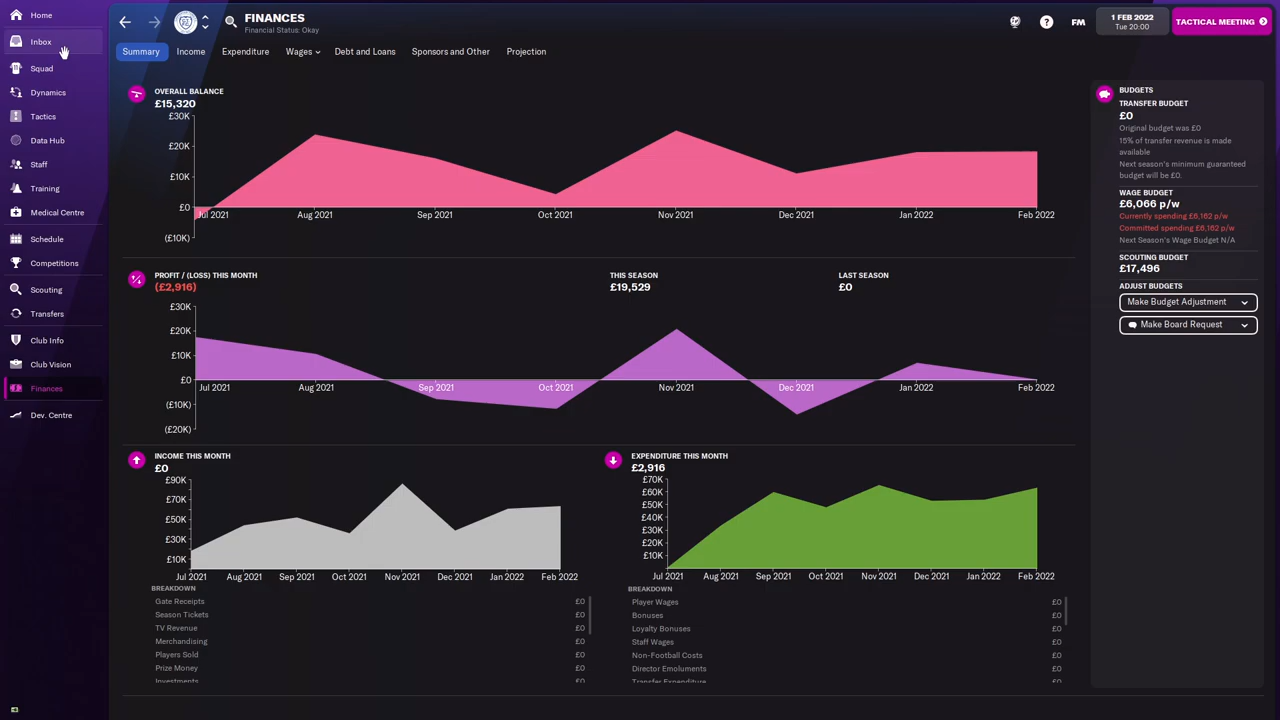 Home
Inbox
Squad
Dynamics
Tactics
Data Hub
Staff
Training
Medical Centre
Schedule
Competitions
Scouting
Transfers
Club Info
Club Vision
Finances
Dev. Centre
FINANCES
Financial Status: Okay
FM
1 FEB 2022
Tue 20:00
TACTICAL MEETING
Summary Income Expenditure Wages Debt and Loans Sponsors and Other Projection
OVERALL BALANCE
£15,320
£30K
£20K
£10K
£0
(£10K)
Jul 2021 Aug 2021 Sep 2021 Oct 2021 Nov 2021 Dec 2021 Jan 2022 Feb 2022
PROFIT / (LOSS) THIS MONTH
(£2,916)
THIS SEASON
£19,529
LAST SEASON
£0
£30K
£20K
£10K
£0
(£10K)
(£20K)
Jul 2021 Aug 2021 Sep 2021 Oct 2021 Nov 2021 Dec 2021 Jan 2022 Feb 2022
INCOME THIS MONTH
£0
£90K
£70K
£50K
£30K
£10K
Jul 2021 Aug 2021 Sep 2021 Oct 2021 Nov 2021 Dec 2021 Jan 2022 Feb 2022
BREAKDOWN
Gate Receipts £0
Season Tickets £0
TV Revenue £0
Merchandising £0
Players Sold £0
Prize Money £0
Investments £0
EXPENDITURE THIS MONTH
£2,916
£70K
£60K
£50K
£40K
£30K
£20K
£10K
Jul 2021 Aug 2021 Sep 2021 Oct 2021 Nov 2021 Dec 2021 Jan 2022 Feb 2022
BREAKDOWN
Player Wages £0
Bonuses £0
Loyalty Bonuses £0
Staff Wages £0
Non-Football Costs £0
Director Emoluments £0
Transfer Expenditure £0
BUDGETS
TRANSFER BUDGET
£0
Original budget was £0
15% of transfer revenue is made
available
Next season's minimum guaranteed
budget will be £0.
WAGE BUDGET
£6,066 p/w
Currently spending £6,162 p/w
Committed spending £6,162 p/w
Next Season's Wage Budget N/A
SCOUTING BUDGET
£17,496
ADJUST BUDGETS
Make Budget Adjustment
Make Board Request